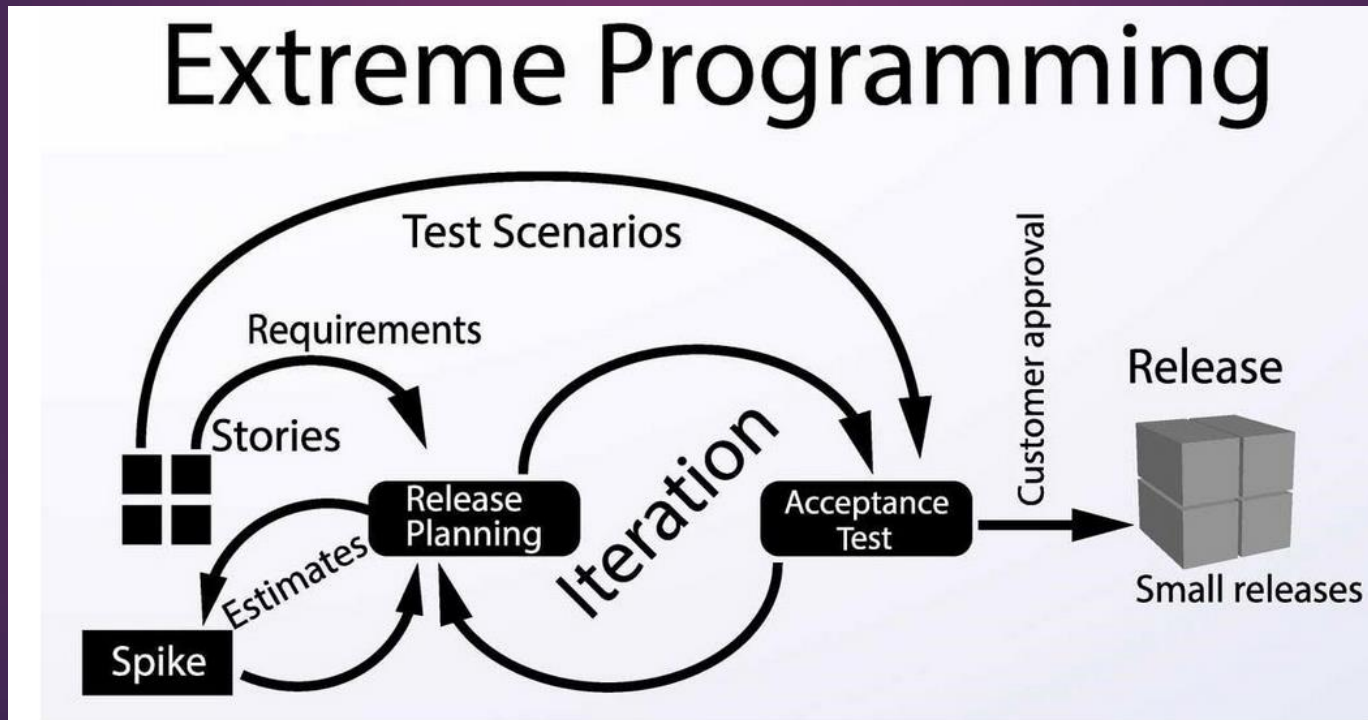 Extreme Programming
Test Scenarios
Requirements
Stories
Release
Planning
Estimates
Spike
Iteration
Acceptance
Test
Customer approval
Release
Small releases